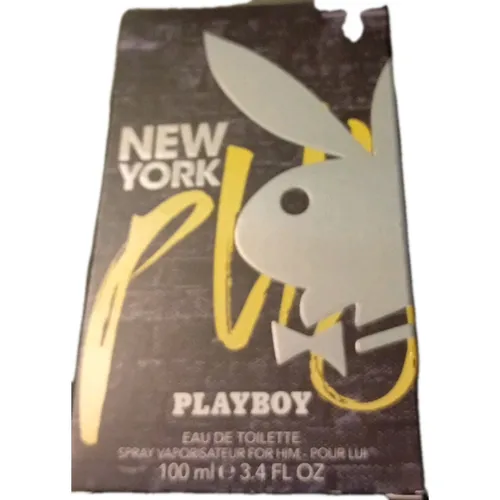 NEW
YORK
PLAYBOY
EAU DE TOILETTE
SPRAY VAPORISATEUR FOR HIM - POUR LUI
100 ml ℮ 3.4 FL OZ